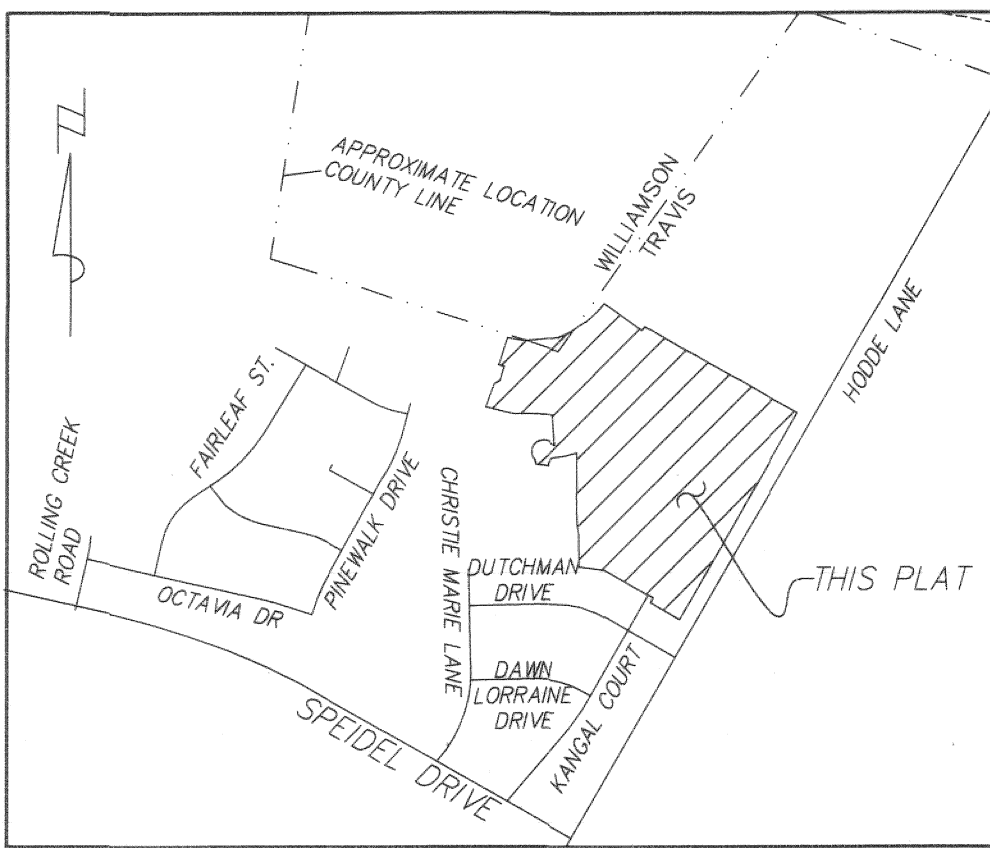 N
APPROXIMATE LOCATION
COUNTY LINE
WILLIAMSON
TRAVIS
HODDE LANE
FAIRLEAF ST.
ROLLING CREEK
ROAD
PINEWALK DRIVE
CHRISTIE MARIE LANE
OCTAVIA DR
DUTCHMAN
DRIVE
THIS PLAT
DAWN
LORRAINE
DRIVE
KANGAL COURT
SPEIDEL DRIVE